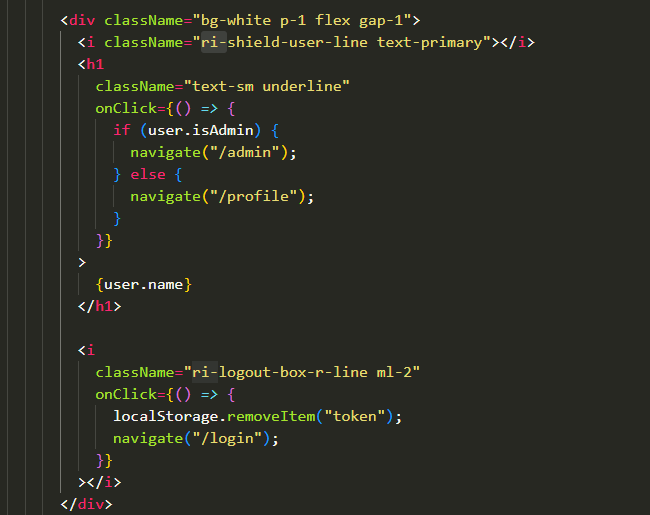 <div className="bg-white p-1 flex gap-1">
<i className="ri-shield-user-line text-primary"></i>
<h1
className="text-sm underline"
onClick={() => {
if (user.isAdmin) {
navigate("/admin");
} else {
navigate("/profile");
}
}}
>
{user.name}
</h1>
<i
className="ri-logout-box-r-line ml-2"
onClick={() => {
localStorage.removeItem("token");
navigate("/login");
}}
></i>
</div>